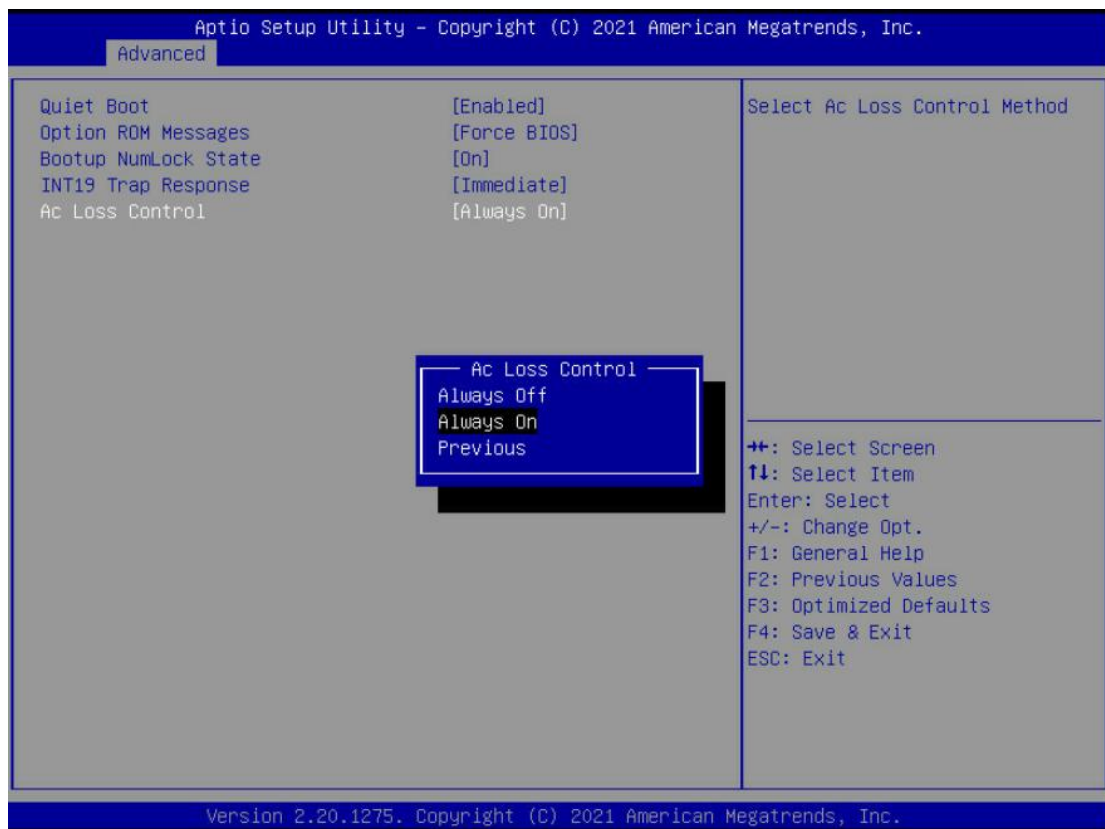 Aptio Setup Utility – Copyright (C) 2021 American Megatrends, Inc.
Advanced
Quiet Boot [Enabled]
Option ROM Messages [Force BIOS]
Bootup NumLock State [On]
INT19 Trap Response [Immediate]
Ac Loss Control [Always On]
Select Ac Loss Control Method
Ac Loss Control
Always Off
Always On
Previous
→←: Select Screen
↑↓: Select Item
Enter: Select
+/-: Change Opt.
F1: General Help
F2: Previous Values
F3: Optimized Defaults
F4: Save & Exit
ESC: Exit
Version 2.20.1275. Copyright (C) 2021 American Megatrends, Inc.